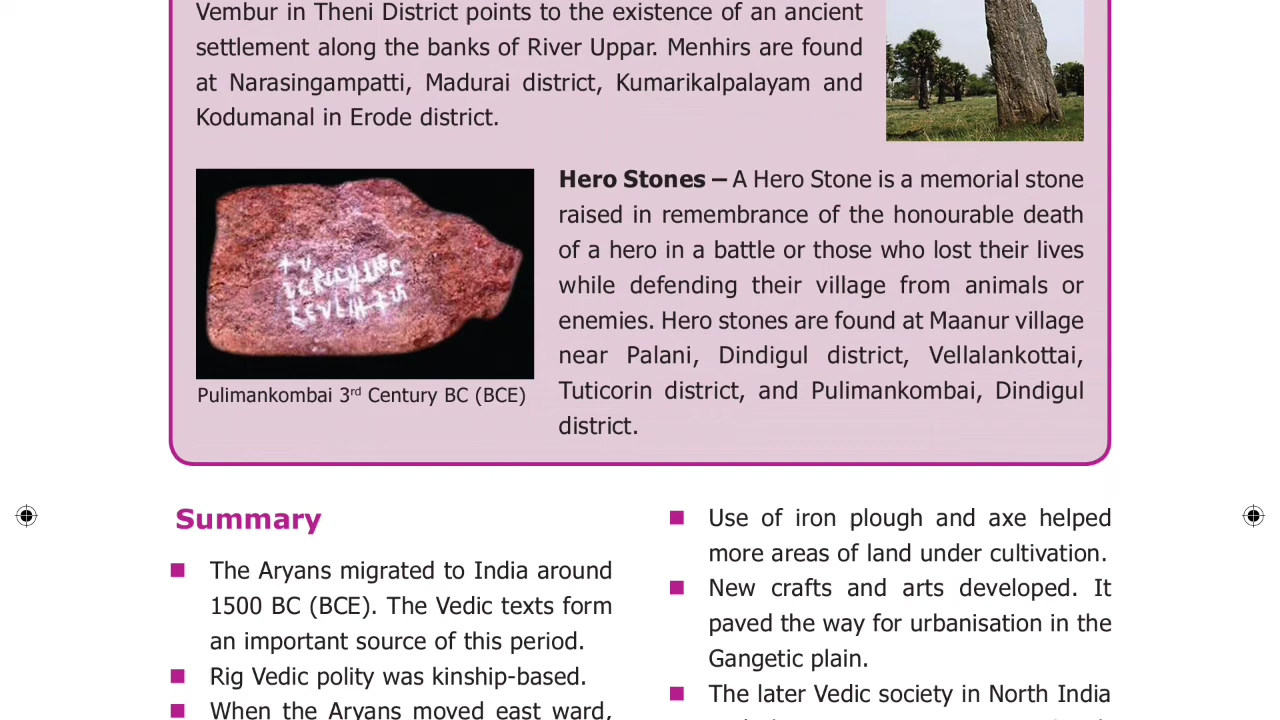 Vembur in Theni District points to the existence of an ancient
settlement along the banks of River Uppar. Menhirs are found
at Narasingampatti, Madurai district, Kumarikalpalayam and
Kodumanal in Erode district.
Hero Stones – A Hero Stone is a memorial stone
raised in remembrance of the honourable death
of a hero in a battle or those who lost their lives
while defending their village from animals or
enemies. Hero stones are found at Maanur village
near Palani, Dindigul district, Vellalankottai,
Tuticorin district, and Pulimankombai, Dindigul
district.
Pulimankombai 3rd Century BC (BCE)
Summary
The Aryans migrated to India around
1500 BC (BCE). The Vedic texts form
an important source of this period.
Rig Vedic polity was kinship-based.
When the Aryans moved east ward,
Use of iron plough and axe helped
more areas of land under cultivation.
New crafts and arts developed. It
paved the way for urbanisation in the
Gangetic plain.
The later Vedic society in North India